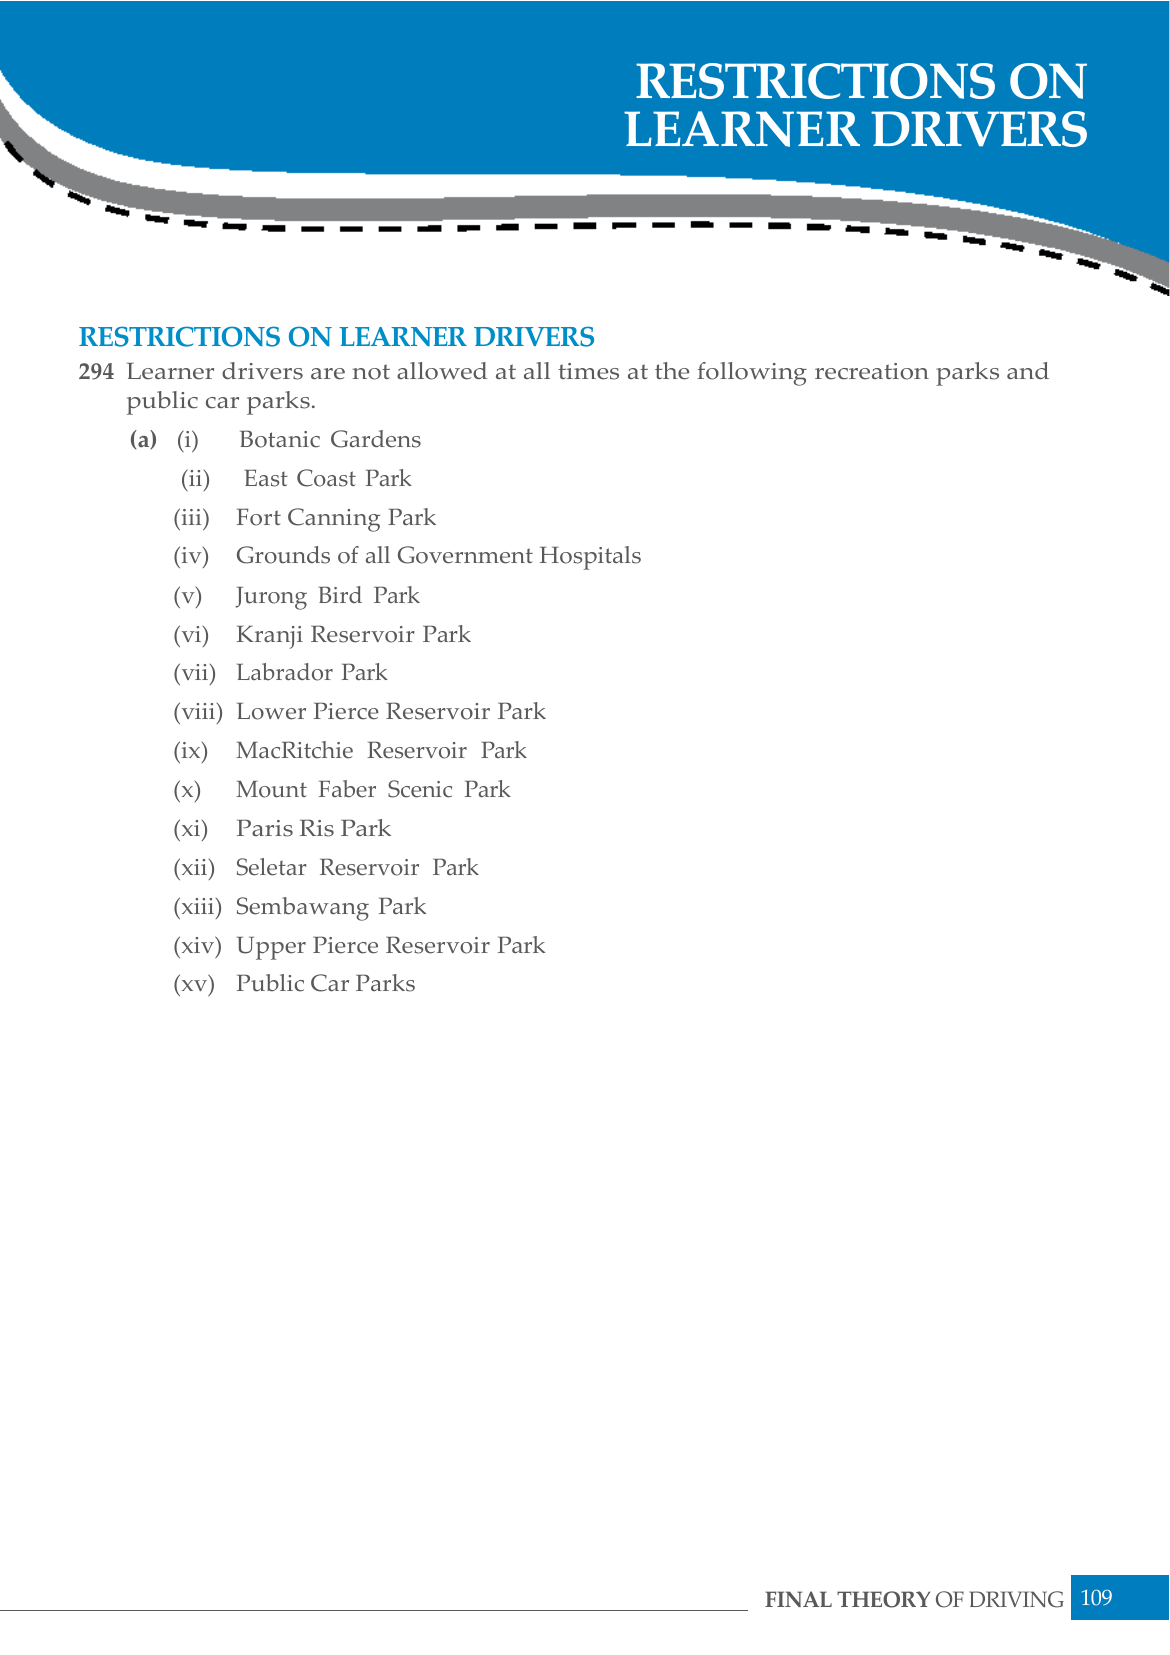 RESTRICTIONS ON
LEARNER DRIVERS
RESTRICTIONS ON LEARNER DRIVERS
294 Learner drivers are not allowed at all times at the following recreation parks and
public car parks.
(a) (i) Botanic Gardens
(ii) East Coast Park
(iii) Fort Canning Park
(iv) Grounds of all Government Hospitals
(v) Jurong Bird Park
(vi) Kranji Reservoir Park
(vii) Labrador Park
(viii) Lower Pierce Reservoir Park
(ix) MacRitchie Reservoir Park
(x) Mount Faber Scenic Park
(xi) Paris Ris Park
(xii) Seletar Reservoir Park
(xiii) Sembawang Park
(xiv) Upper Pierce Reservoir Park
(xv) Public Car Parks
FINAL THEORY OF DRIVING 109